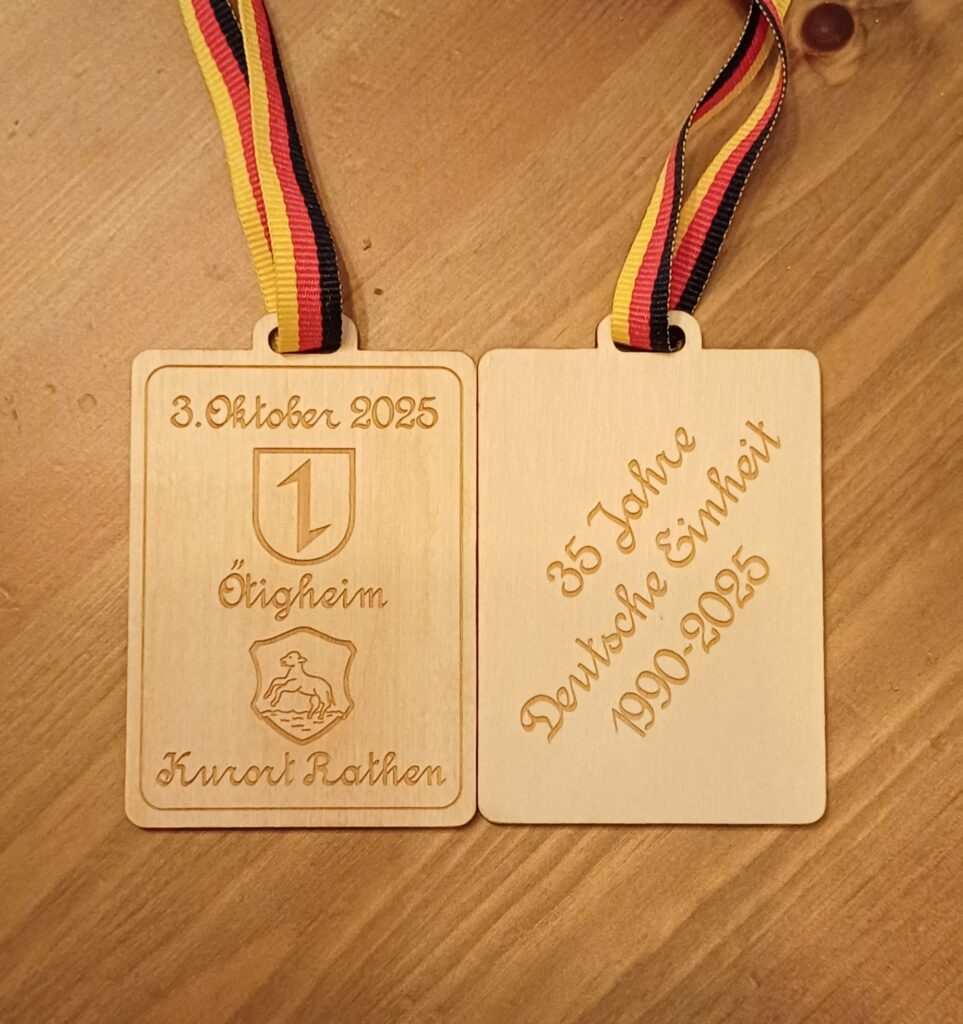 3. Oktober 2025
Ötigheim
Kurort Rathen
35 Jahre
Deutsche Einheit
1990-2025